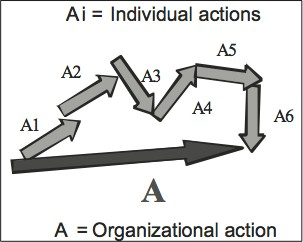 Ai = Individual actions
A5
A2
A3
A4
A6
A1
A
A = Organizational action